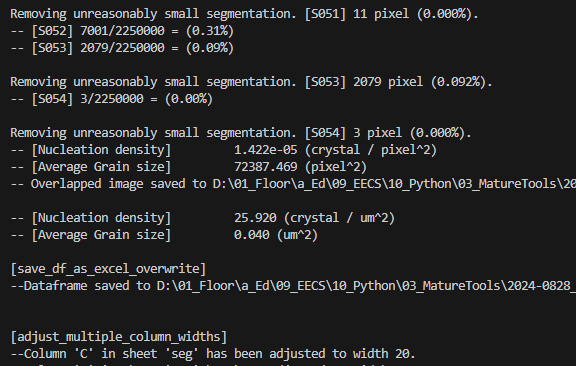 Removing unreasonably small segmentation. [S051] 11 pixel (0.000%).
-- [S052] 7001/2250000 = (0.31%)
-- [S053] 2079/2250000 = (0.09%)
Removing unreasonably small segmentation. [S053] 2079 pixel (0.092%).
-- [S054] 3/2250000 = (0.00%)
Removing unreasonably small segmentation. [S054] 3 pixel (0.000%).
-- [Nucleation density] 1.422e-05 (crystal / pixel^2)
-- [Average Grain size] 72387.469 (pixel^2)
-- Overlapped image saved to D:\01_Floor\a_Ed\09_EECS\10_Python\03_MatureTools\20
-- [Nucleation density] 25.920 (crystal / um^2)
-- [Average Grain size] 0.040 (um^2)
[save_df_as_excel_overwrite]
--Dataframe saved to D:\01_Floor\a_Ed\09_EECS\10_Python\03_MatureTools\2024-0828_
[adjust_multiple_column_widths]
--Column 'C' in sheet 'seg' has been adjusted to width 20.